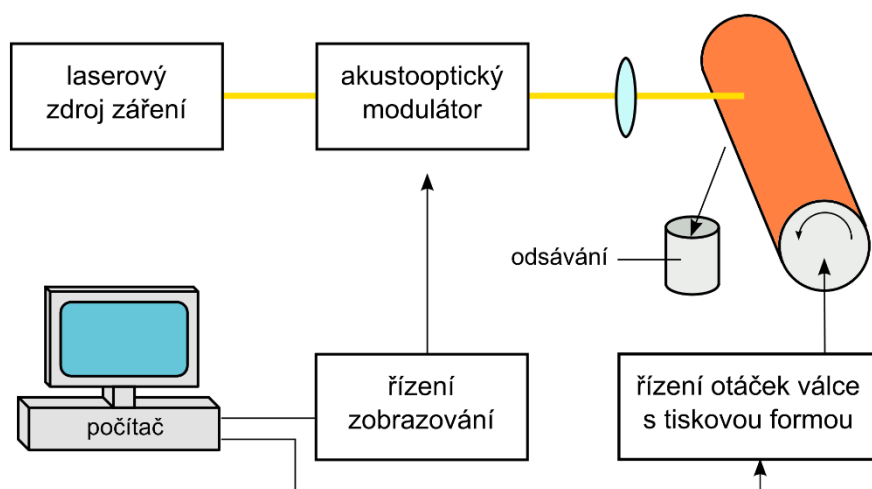 laserový
zdroj záření
akustooptický
modulátor
odsávání
počítač
řízení
zobrazování
řízení otáček válce
s tiskovou formou